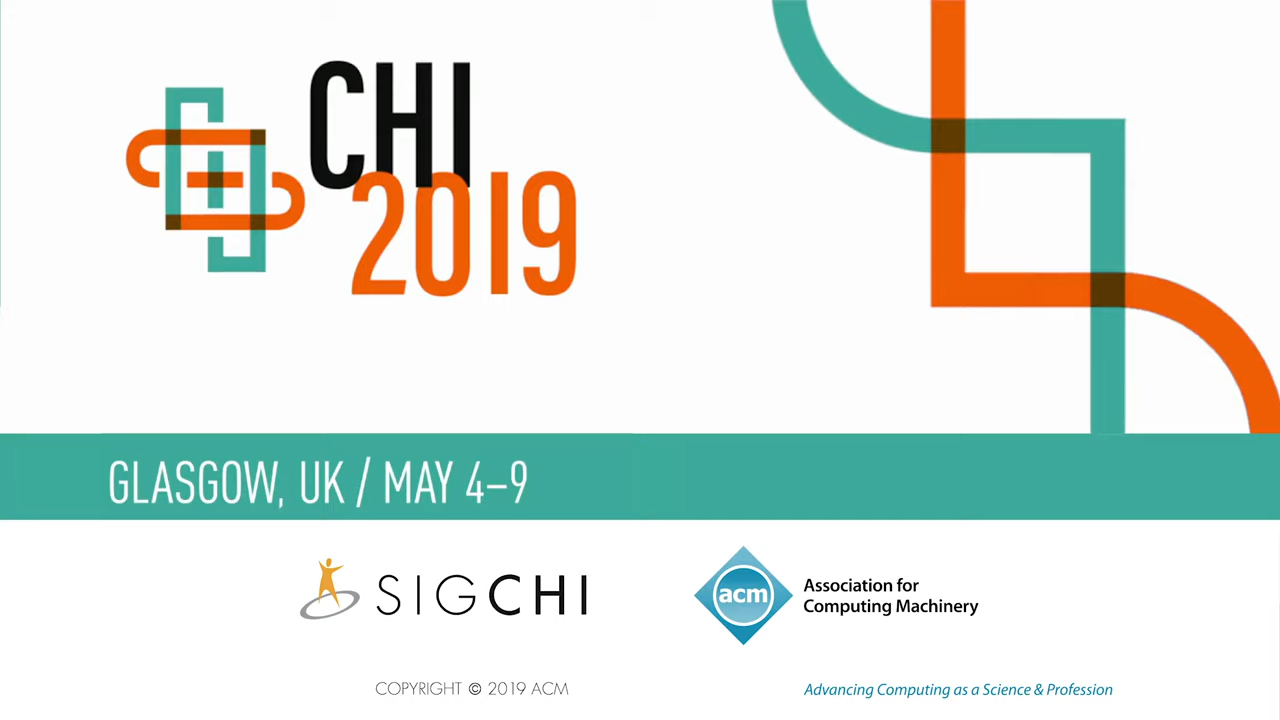 CHI
2019
GLASGOW, UK / MAY 4–9
SIGCHI
acm
Association for
Computing Machinery
COPYRIGHT © 2019 ACM
Advancing Computing as a Science & Profession